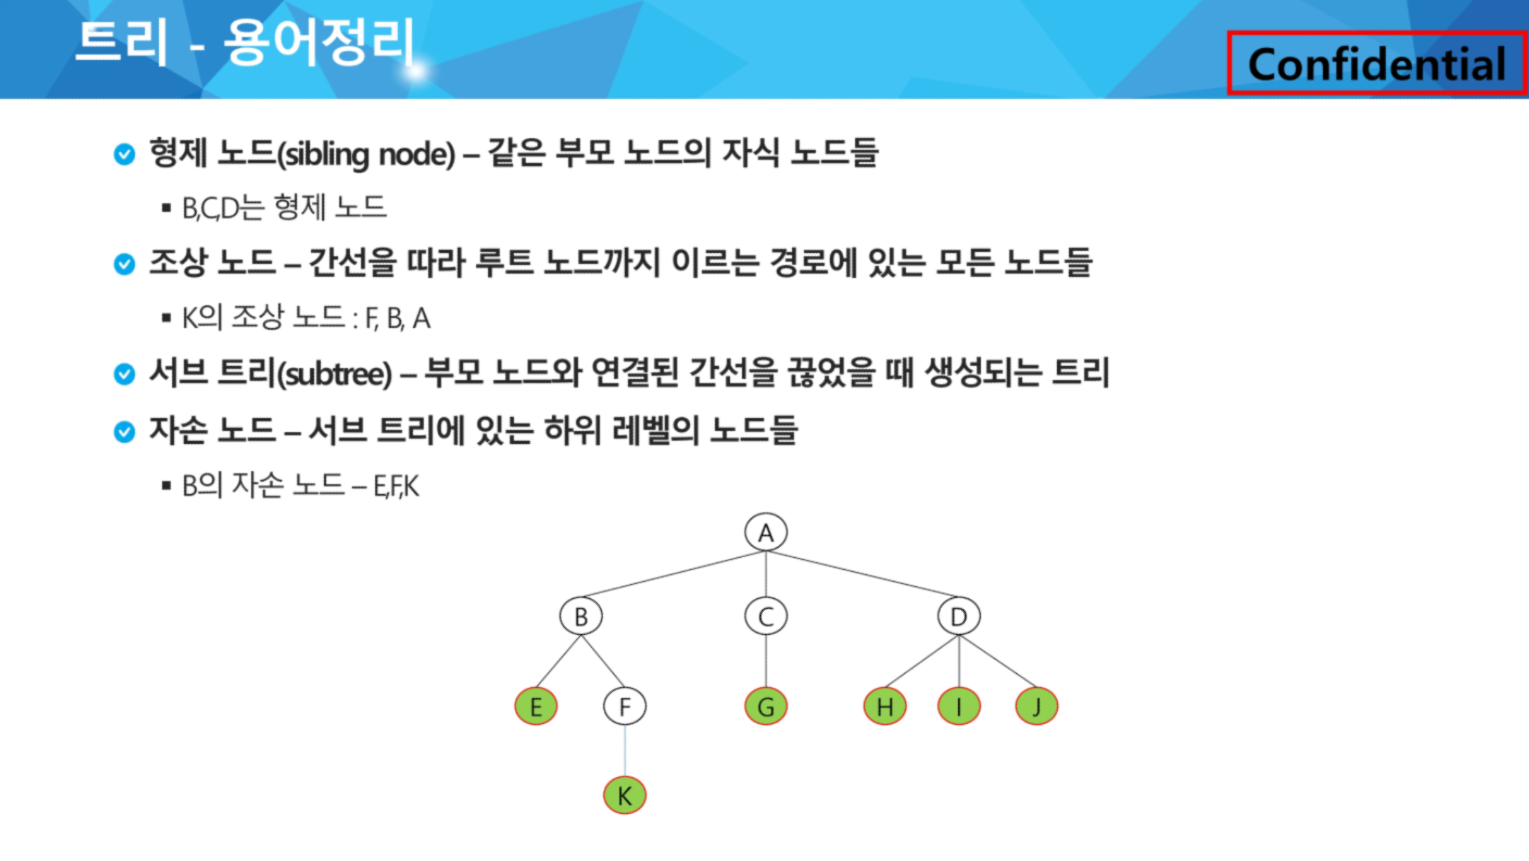 트리 - 용어정리
Confidential
형제 노드(sibling node) – 같은 부모 노드의 자식 노드들
▪ B,C,D는 형제 노드
조상 노드 – 간선을 따라 루트 노드까지 이르는 경로에 있는 모든 노드들
▪ K의 조상 노드 : F, B, A
서브 트리(subtree) – 부모 노드와 연결된 간선을 끊었을 때 생성되는 트리
자손 노드 – 서브 트리에 있는 하위 레벨의 노드들
▪ B의 자손 노드 – E,F,K
A
B C D
E F G H I J
K